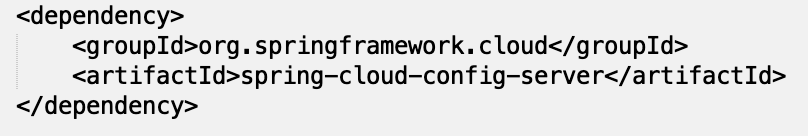 <dependency>
    <groupId>org.springframework.cloud</groupId>
    <artifactId>spring-cloud-config-server</artifactId>
</dependency>